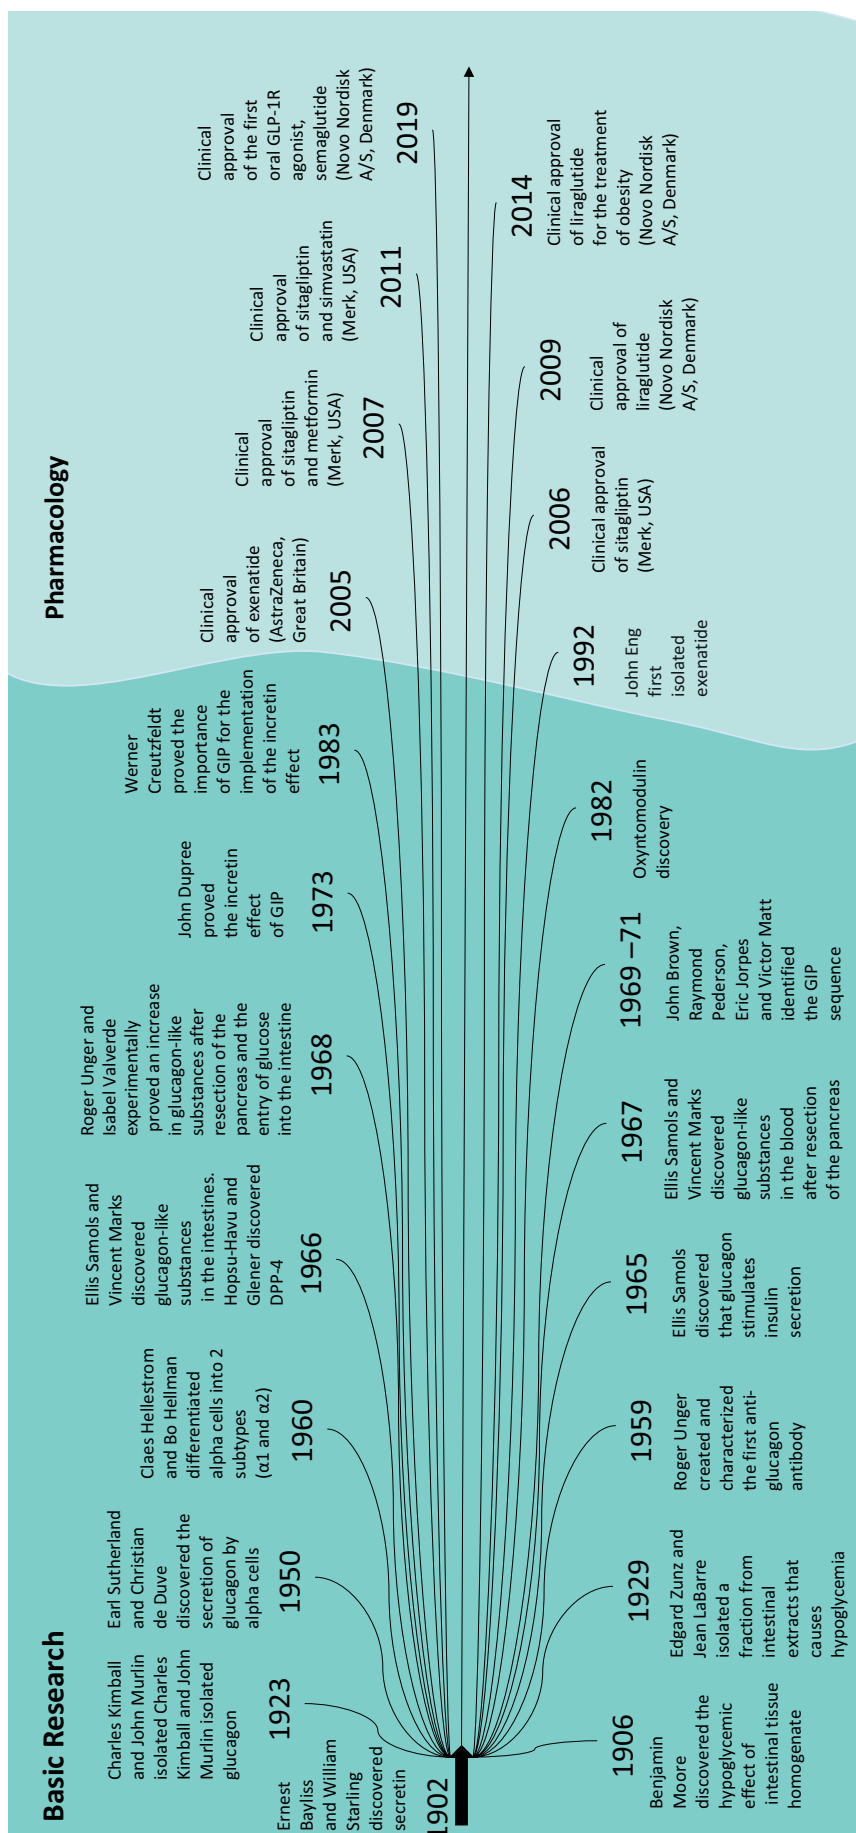 Basic Research
Pharmacology
Ernest
Bayliss
and William
Starling
discovered
secretin
1902
Charles Kimball
and John Murlin
isolated Charles
Kimball and John
Murlin isolated
glucagon
1923
Earl Sutherland
and Christian
de Duve
discovered the
secretion of
glucagon by
alpha cells
1950
Claes Hellestrom
and Bo Hellman
differentiated
alpha cells into 2
subtypes
(α1 and α2)
1960
Ellis Samols and
Vincent Marks
discovered
glucagon-like
substances
in the intestines.
Hopsu-Havu and
Glener discovered
DPP-4
1966
Roger Unger and
Isabel Valverde
experimentally
proved an increase
in glucagon-like
substances after
resection of the
pancreas and the
entry of glucose
into the intestine
1968
John Dupree
proved
the incretin
effect
of GIP
1973
Werner
Creutzfeldt
proved the
importance
of GIP for the
implementation
of the incretin
effect
1983
Clinical
approval
of exenatide
(AstraZeneca,
Great Britain)
2005
Clinical
approval
of sitagliptin
and metformin
(Merk, USA)
2007
Clinical
approval
of sitagliptin
and simvastatin
(Merk, USA)
2011
Clinical
approval
of the first
oral GLP-1R
agonist,
semaglutide
(Novo Nordisk
A/S, Denmark)
2019
1906
Benjamin
Moore
discovered the
hypoglycemic
effect of
intestinal tissue
homogenate
1929
Edgard Zunz and
Jean LaBarre
isolated a
fraction from
intestinal
extracts that
causes
hypoglycemia
1959
Roger Unger
created and
characterized
the first anti-
glucagon
antibody
1965
Ellis Samols
discovered
that glucagon
stimulates
insulin
secretion
1967
Ellis Samols and
Vincent Marks
discovered
glucagon-like
substances
in the blood
after resection
of the pancreas
1969 –71
John Brown,
Raymond
Pederson,
Eric Jorpes
and Victor Matt
identified
the GIP
sequence
1982
Oxyntomodulin
discovery
1992
John Eng
first
isolated
exenatide
2006
Clinical approval
of sitagliptin
(Merk, USA)
2009
Clinical
approval of
liraglutide
(Novo Nordisk
A/S, Denmark)
2014
Clinical approval
of liraglutide
for the treatment
of obesity
(Novo Nordisk
A/S, Denmark)